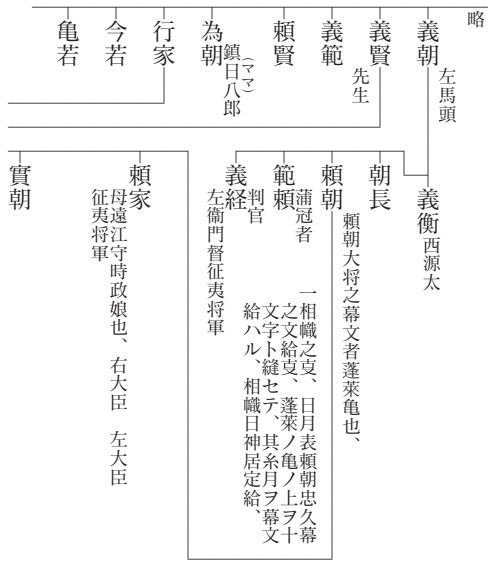 略
義朝
左馬頭
義賢
先生
義範
頼賢
為朝
(ママ)
鎮日八郎
行家
今若
亀若
義衡
西源太
朝長
頼朝
頼朝大将之幕文者蓬萊亀也、
一相幟之㕝、日月表頼朝忠久幕
之文給㕝、蓬萊ノ亀ノ上ヲ十
文字ト縫セテ、其糸月ヲ幕文
給ハル、相幟日神居定給、
範頼
蒲冠者
義経
判官
左衞門督征夷将軍
頼家
母遠江守時政娘也、右大臣　左大臣
征夷将軍
實朝